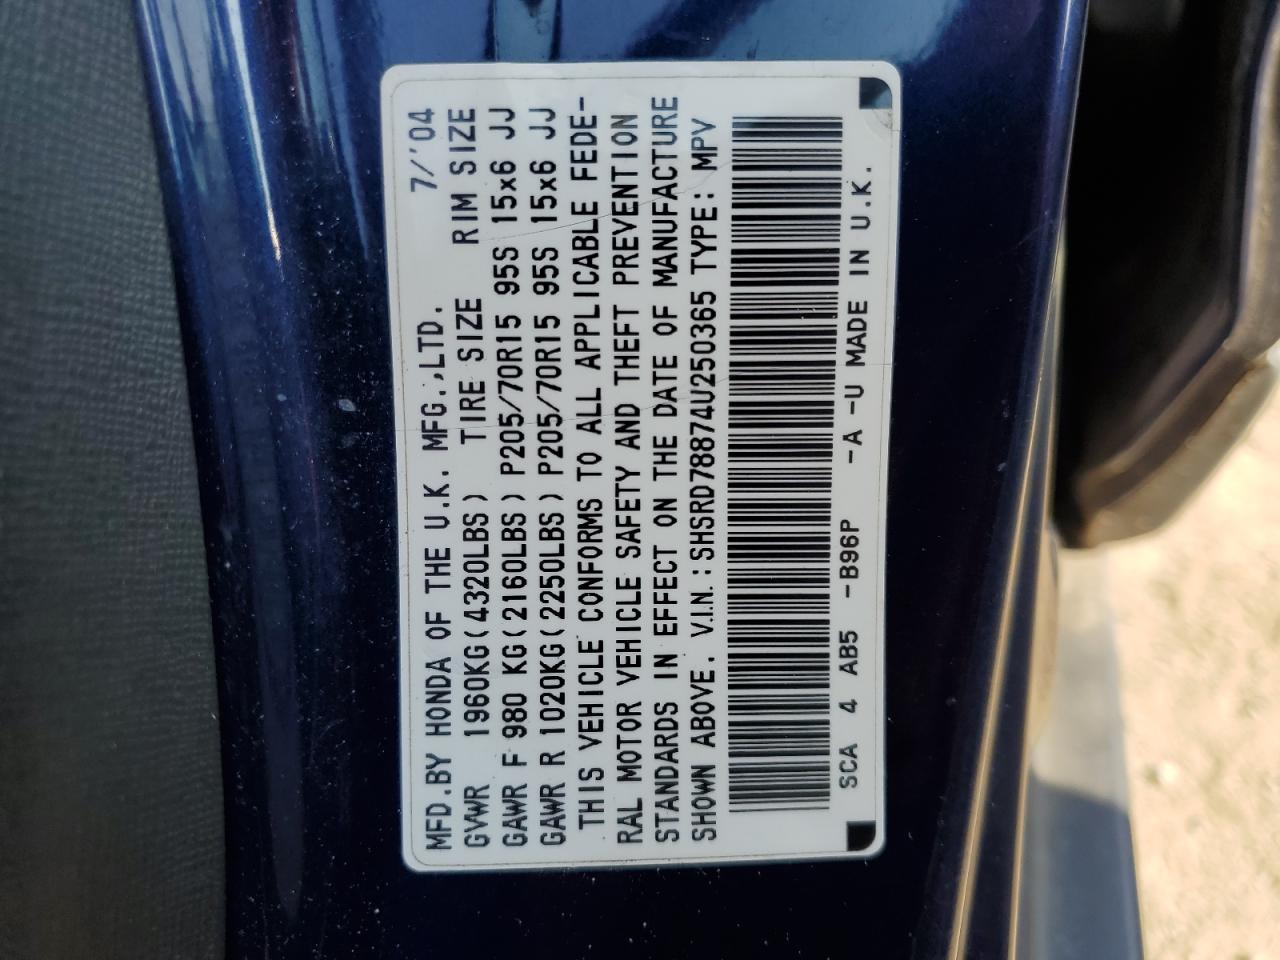 MFD.BY HONDA OF THE U.K. MFG.,LTD. 7/'04
GVWR 1960KG(4320LBS) TIRE SIZE RIM SIZE
GAWR F 980 KG(2160LBS) P205/70R15 95S 15x6 JJ
GAWR R 1020KG(2250LBS) P205/70R15 95S 15x6 JJ
THIS VEHICLE CONFORMS TO ALL APPLICABLE FEDE-
RAL MOTOR VEHICLE SAFETY AND THEFT PREVENTION
STANDARDS IN EFFECT ON THE DATE OF MANUFACTURE
SHOWN ABOVE. V.I.N.:SHSRD78874U250365 TYPE: MPV
SCA 4 AB5 -B96P -A -U MADE IN U.K.